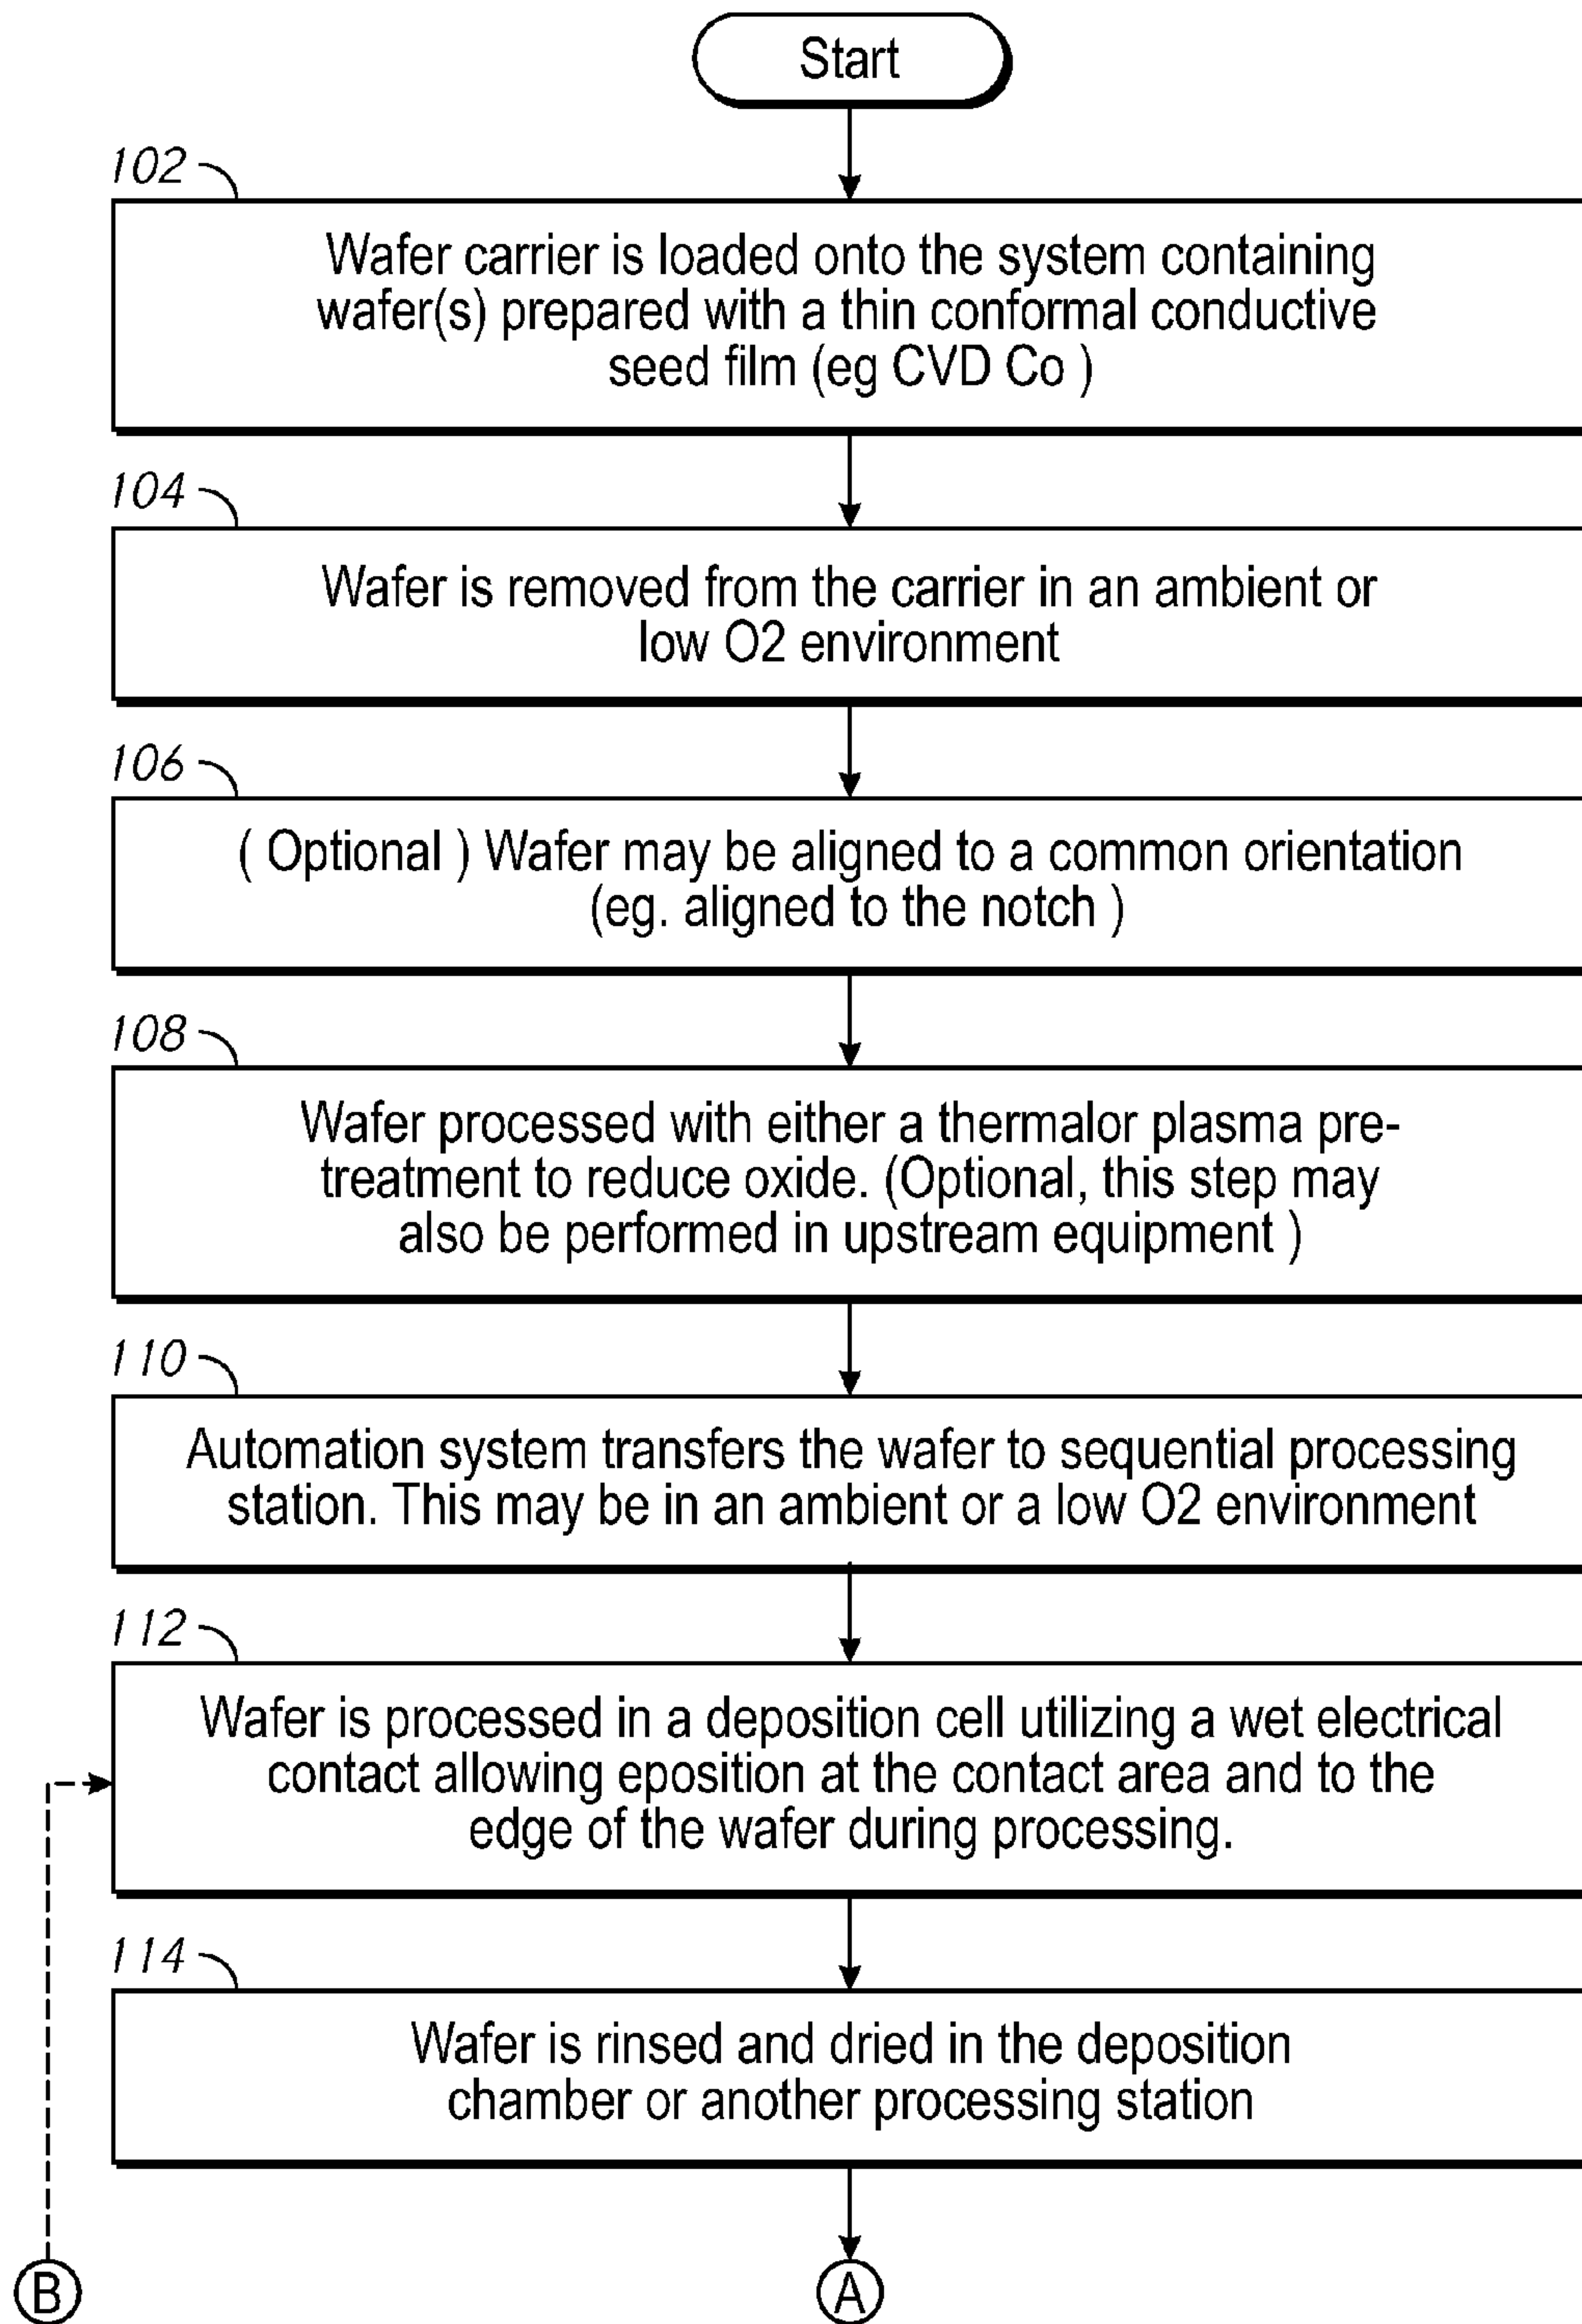 Start
102
Wafer carrier is loaded onto the system containing
wafer(s) prepared with a thin conformal conductive
seed film (eg CVD Co )
104
Wafer is removed from the carrier in an ambient or
low O2 environment
106
( Optional ) Wafer may be aligned to a common orientation
(eg. aligned to the notch )
108
Wafer processed with either a thermalor plasma pre-
treatment to reduce oxide. (Optional, this step may
also be performed in upstream equipment )
110
Automation system transfers the wafer to sequential processing
station. This may be in an ambient or a low O2 environment
112
Wafer is processed in a deposition cell utilizing a wet electrical
contact allowing eposition at the contact area and to the
edge of the wafer during processing.
114
Wafer is rinsed and dried in the deposition
chamber or another processing station
B
A